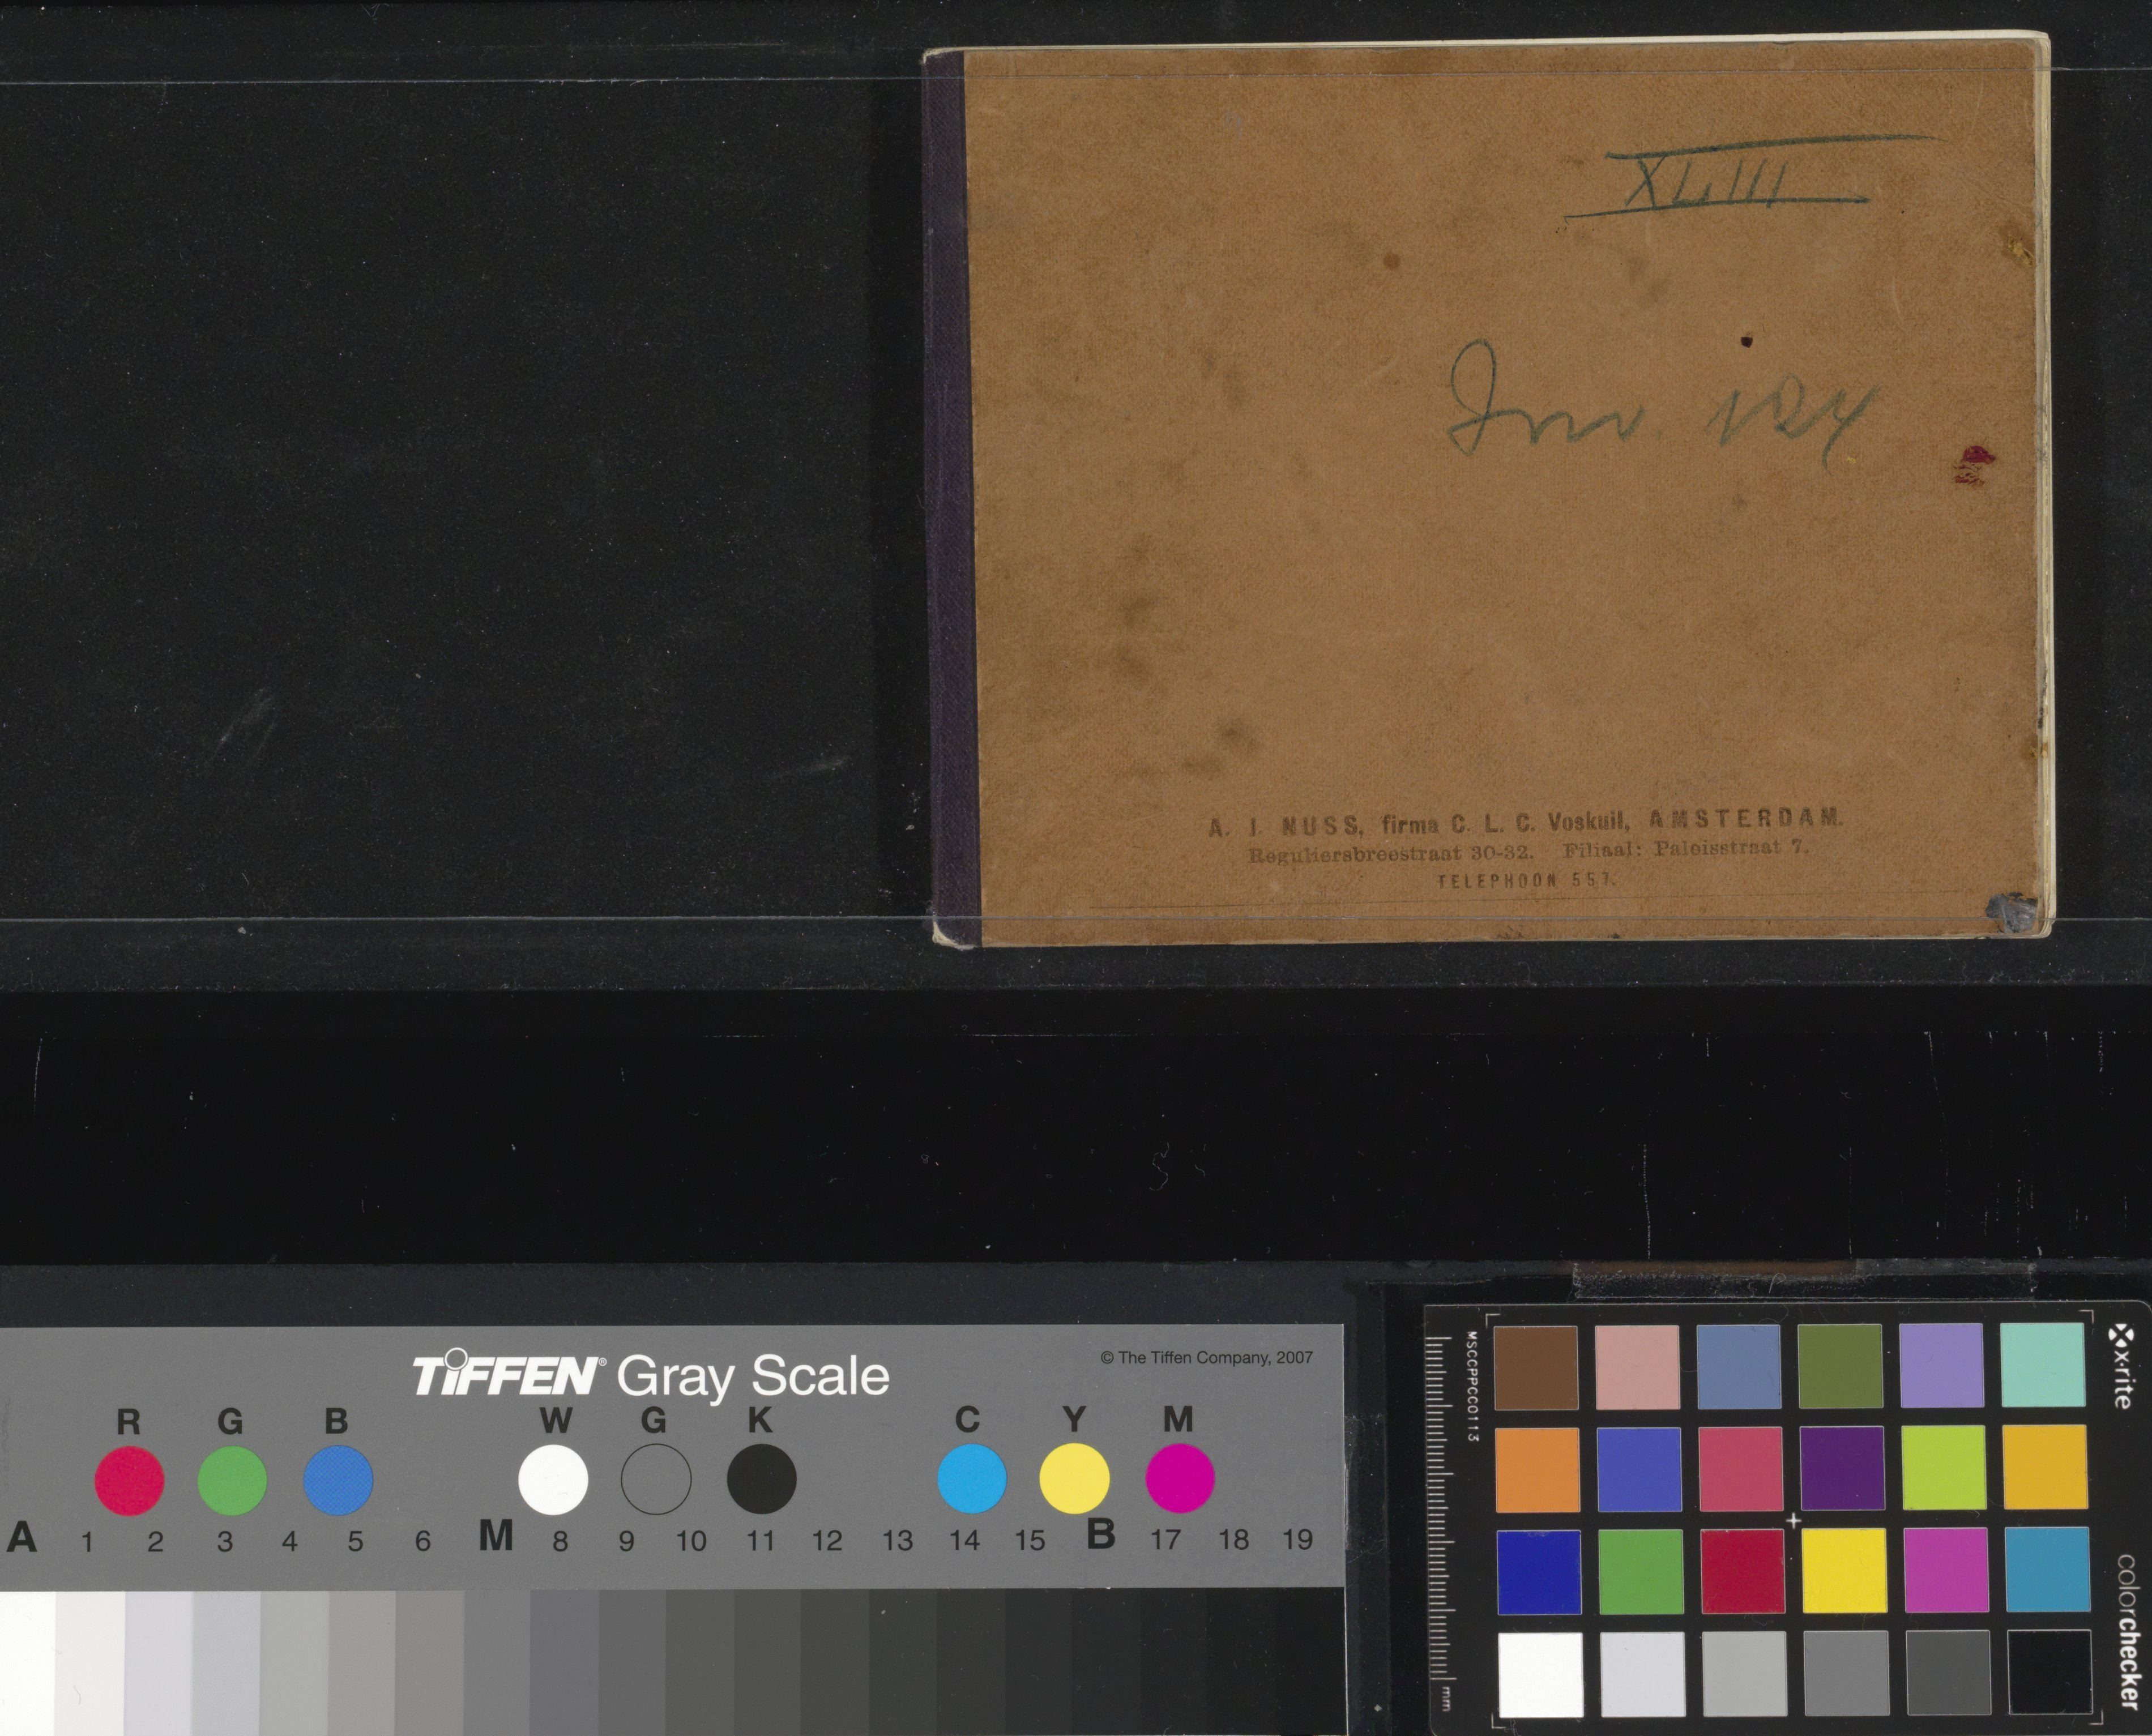 XLIII
Inv. 124
A. J. NUSS, firma C. L. C. Voskuil, AMSTERDAM.
Reguliersbreestraat 30-32. Filiaal: Paleisstraat 7.
TELEPHOON 557.
TIFFEN® Gray Scale
© The Tiffen Company, 2007
R G B W G K C Y M
A 1 2 3 4 5 6 M 8 9 10 11 12 13 14 15 B 17 18 19
MSCCPPCC0113
mm
x-rite
colorchecker